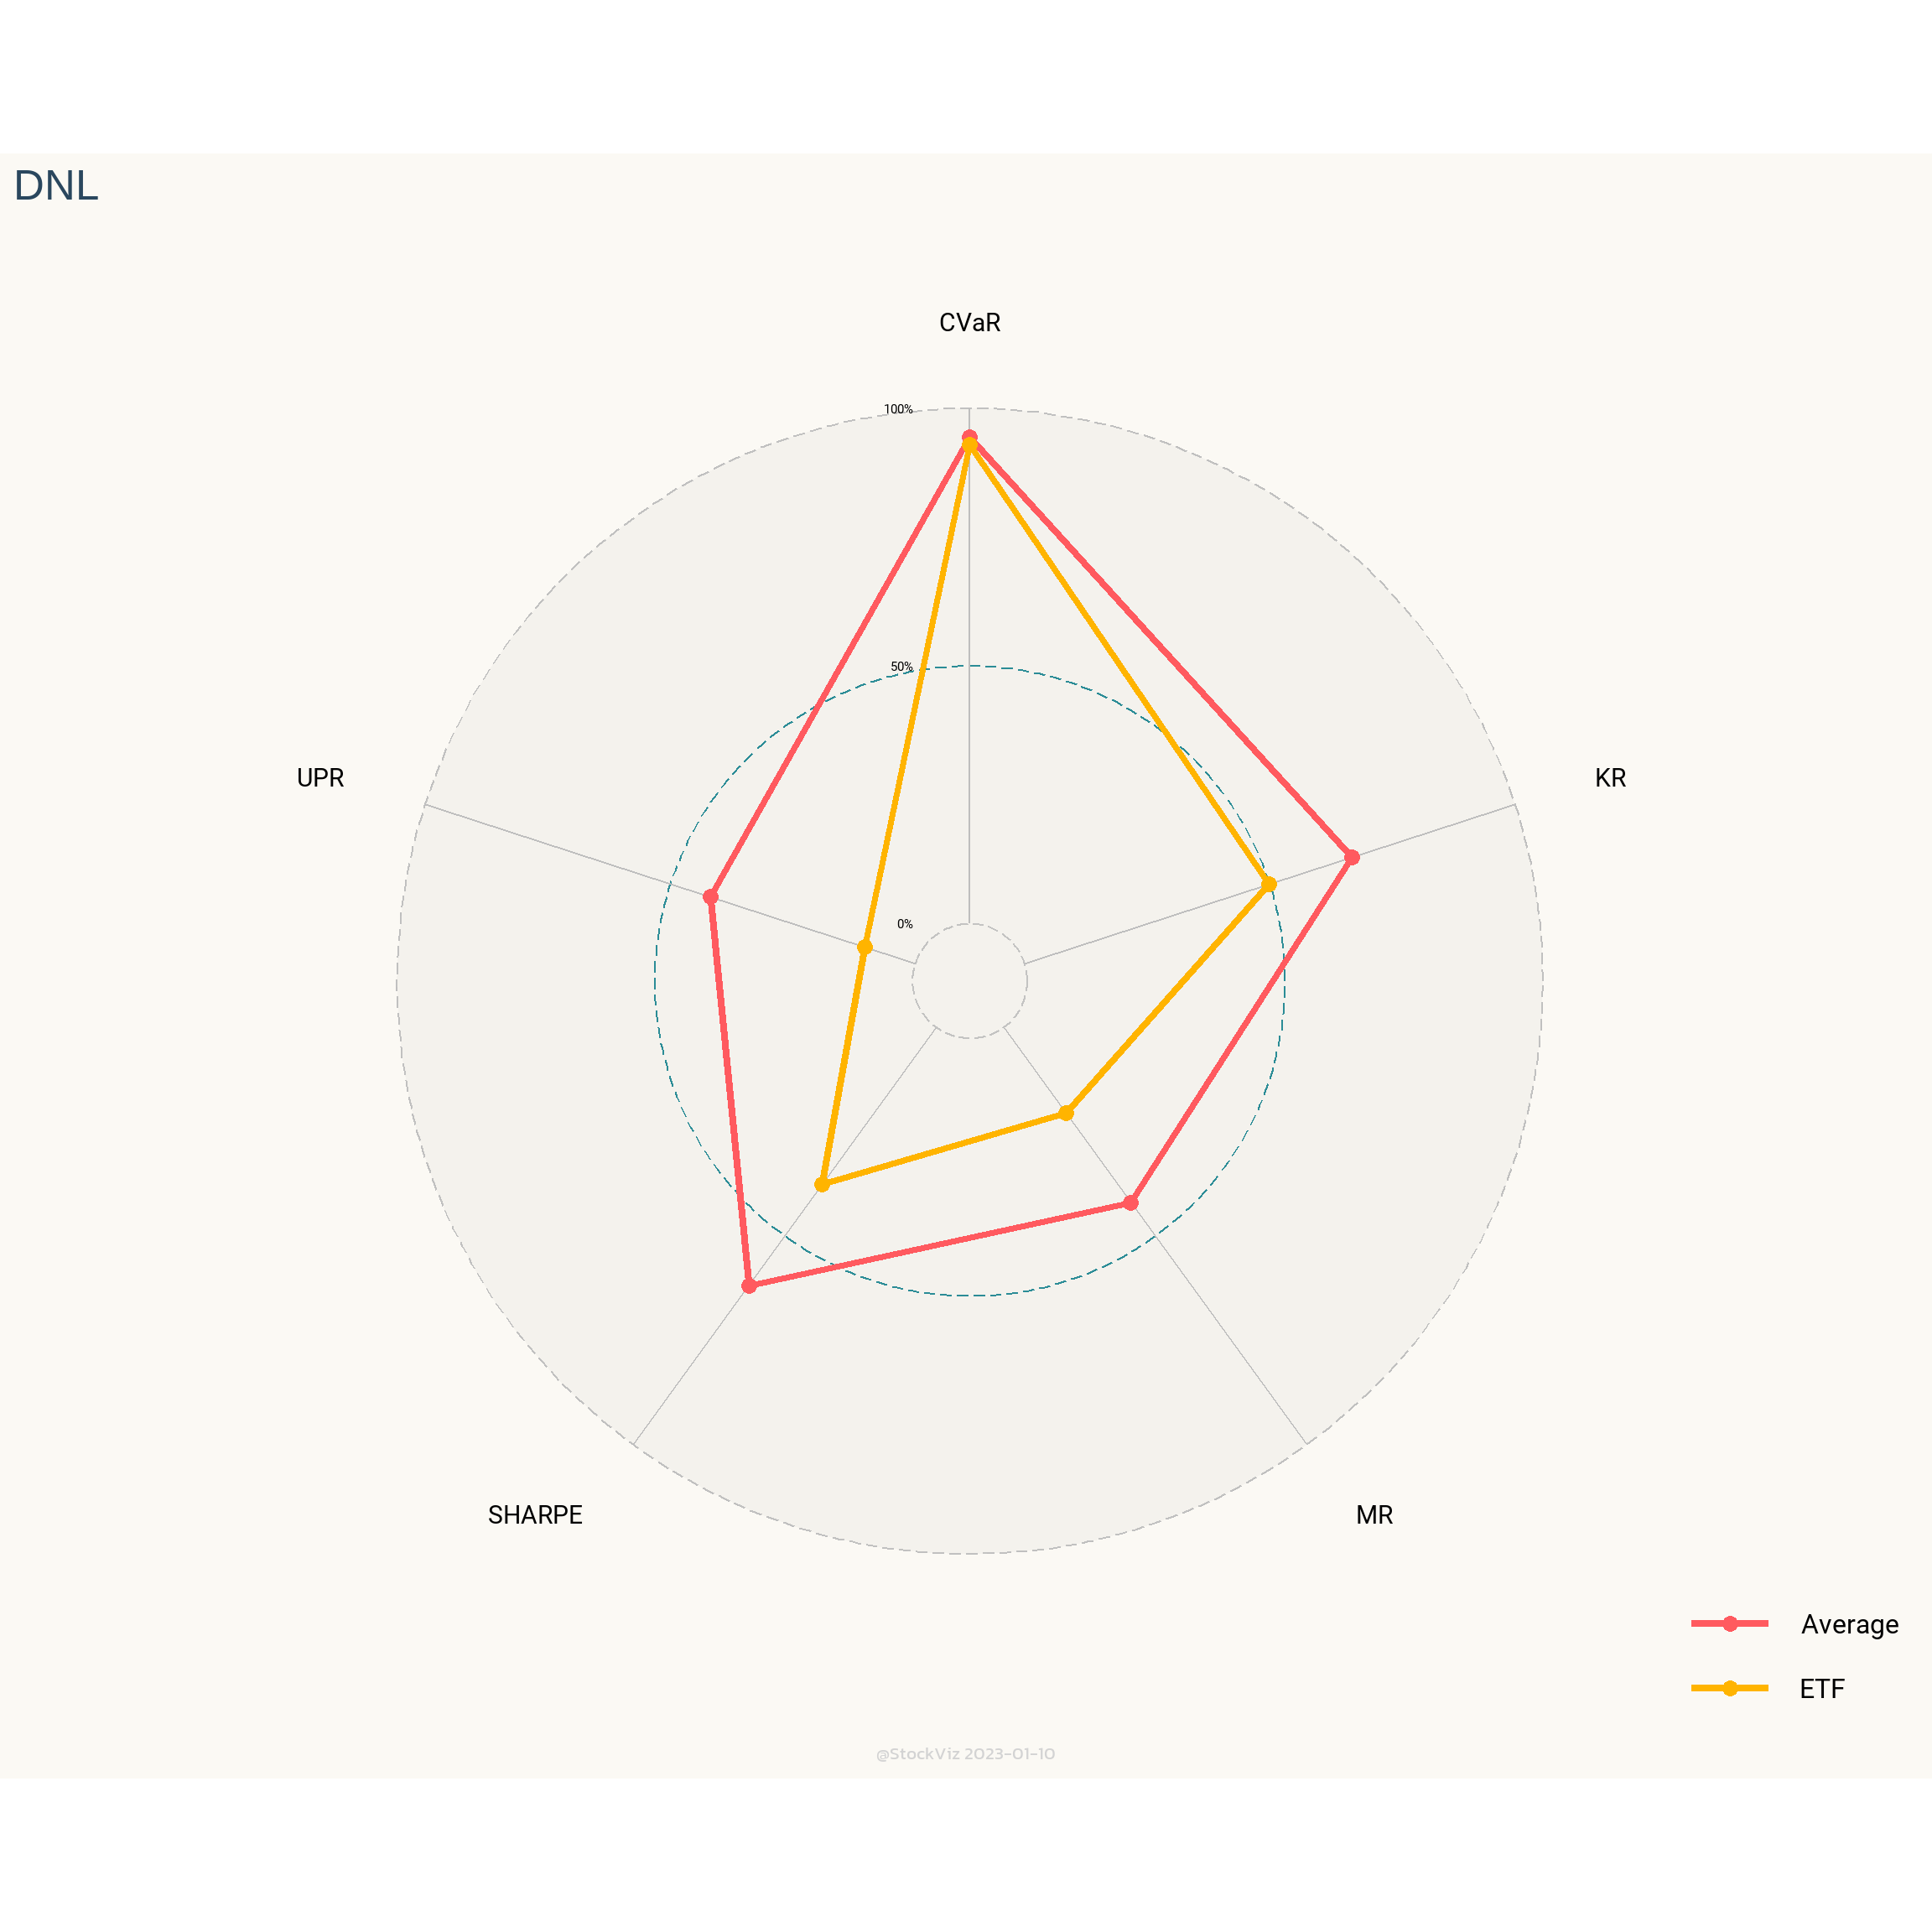 DNL
CVaR
100%
50%
UPR
KR
0%
SHARPE
MR
Average
ETF
@StockViz 2023-01-10